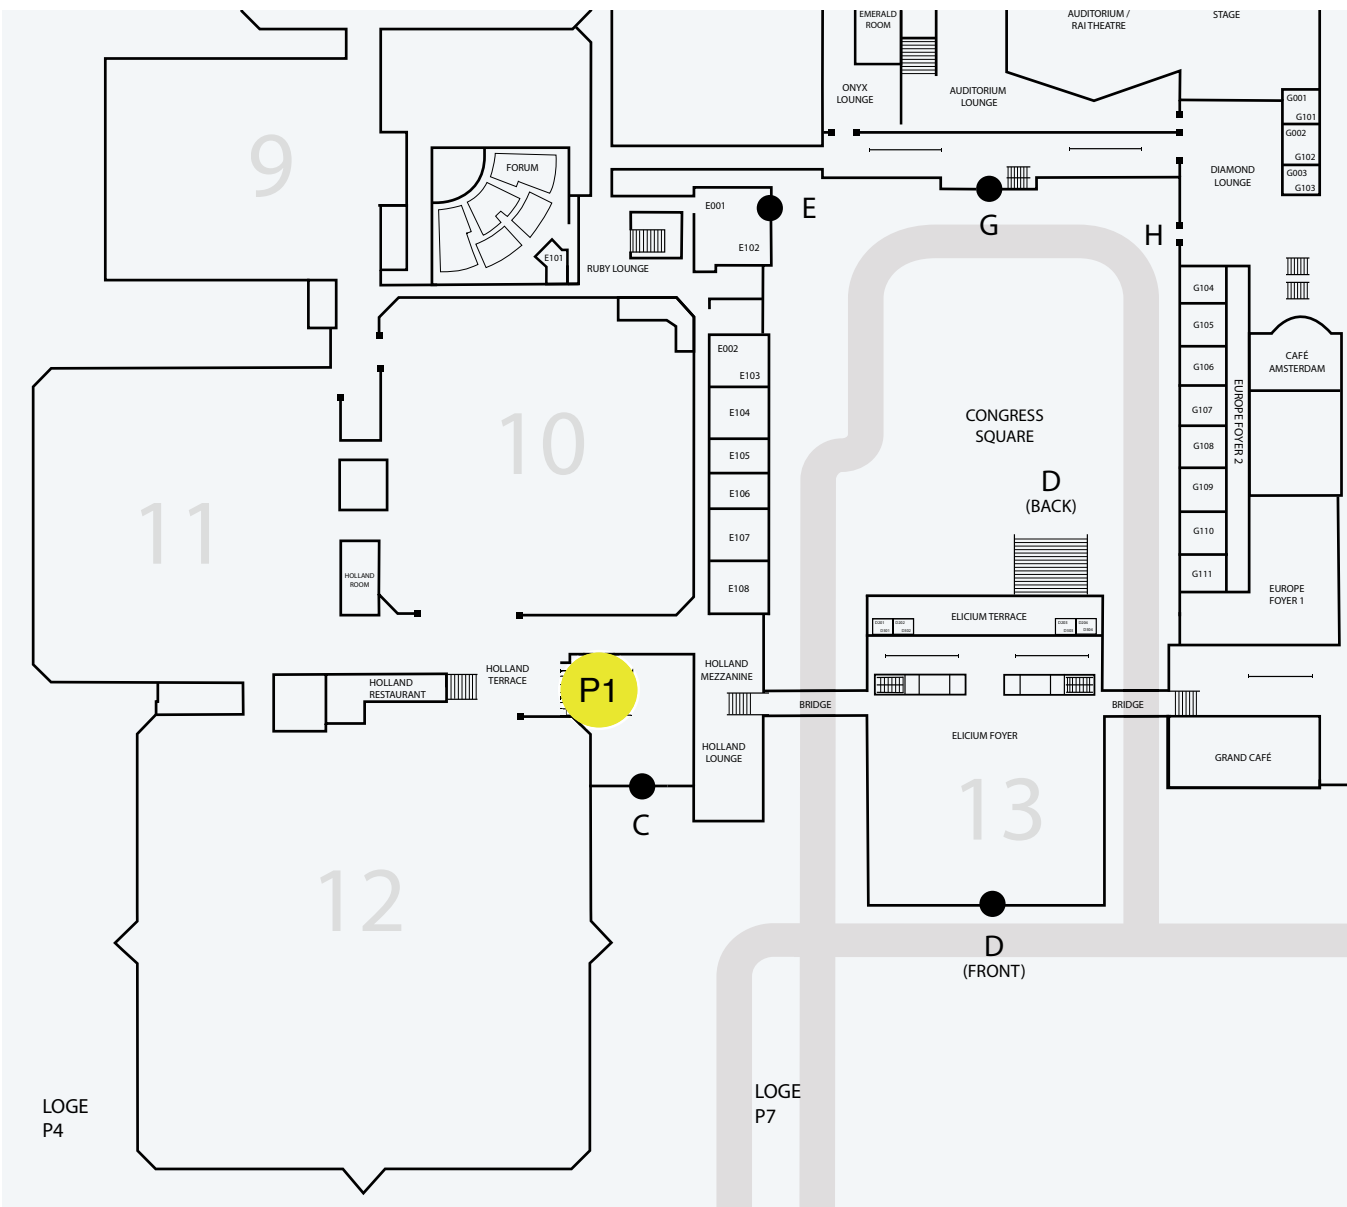 EMERALD
ROOM
AUDITORIUM /
RAI THEATRE
STAGE
ONYX
LOUNGE
AUDITORIUM
LOUNGE
G001
G101
G002
G102
G003
G103
DIAMOND
LOUNGE
9
FORUM
E101
RUBY LOUNGE
E001
E102
E
G
H
G104
G105
G106
G107
G108
G109
G110
G111
EUROPE FOYER 2
CAFÉ
AMSTERDAM
EUROPE
FOYER 1
E002
E103
E104
E105
E106
E107
E108
10
11
CONGRESS
SQUARE
D
(BACK)
HOLLAND
ROOM
ELICIUM TERRACE
HOLLAND
TERRACE
HOLLAND
RESTAURANT
P1
HOLLAND
MEZZANINE
BRIDGE
BRIDGE
ELICIUM FOYER
HOLLAND
LOUNGE
GRAND CAFÉ
13
C
12
D
(FRONT)
LOGE
P4
LOGE
P7